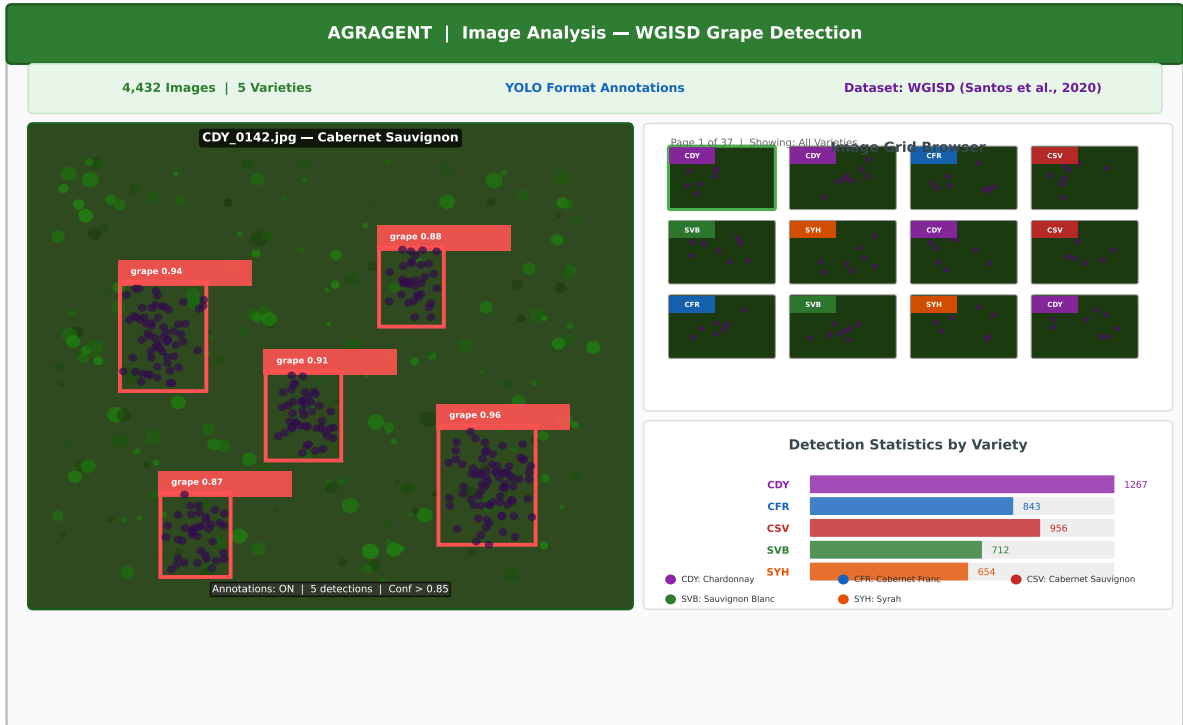 AGRAGENT | Image Analysis — WGISD Grape Detection
4,432 Images | 5 Varieties
YOLO Format Annotations
Dataset: WGISD (Santos et al., 2020)
CDY_0142.jpg — Cabernet Sauvignon
grape 0.88
grape 0.94
grape 0.91
grape 0.96
grape 0.87
Annotations: ON | 5 detections | Conf > 0.85
Page 1 of 37 | Showing: All Varieties
Image Grid Browser
CDY CDY CFR CSV
SVB SYH CDY CSV
CFR SVB SYH CDY
Detection Statistics by Variety
CDY 1267
CFR 843
CSV 956
SVB 712
SYH 654
CDY: Chardonnay CFR: Cabernet Franc CSV: Cabernet Sauvignon
SVB: Sauvignon Blanc SYH: Syrah